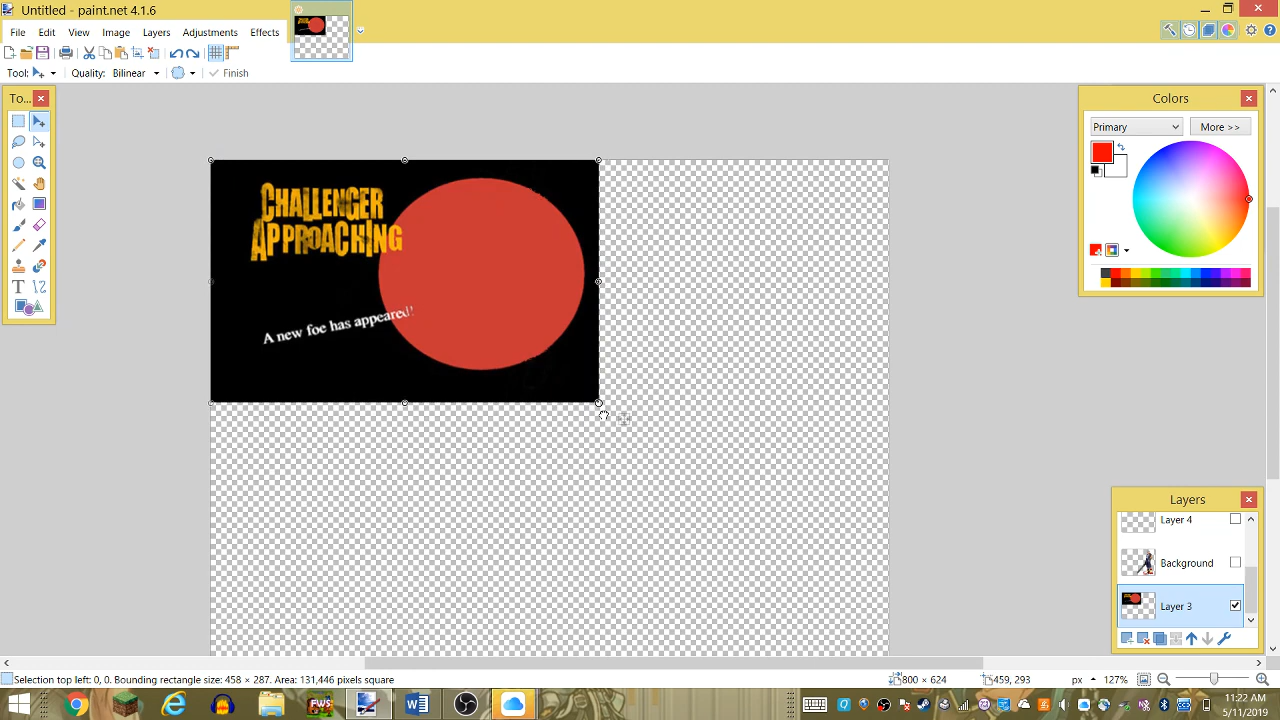 Untitled - paint.net 4.1.6
File Edit View Image Layers Adjustments Effects
Tool: Quality: Bilinear Finish
To...
Colors
Primary More >>
CHALLENGER
APPROACHING
A new foe has appeared!
Layers
Layer 4
Background
Layer 3
Selection top left: 0, 0. Bounding rectangle size: 458 × 287. Area: 131,446 pixels square
800 × 624
459, 293
px
127%
FWS
11:22 AM
5/11/2019